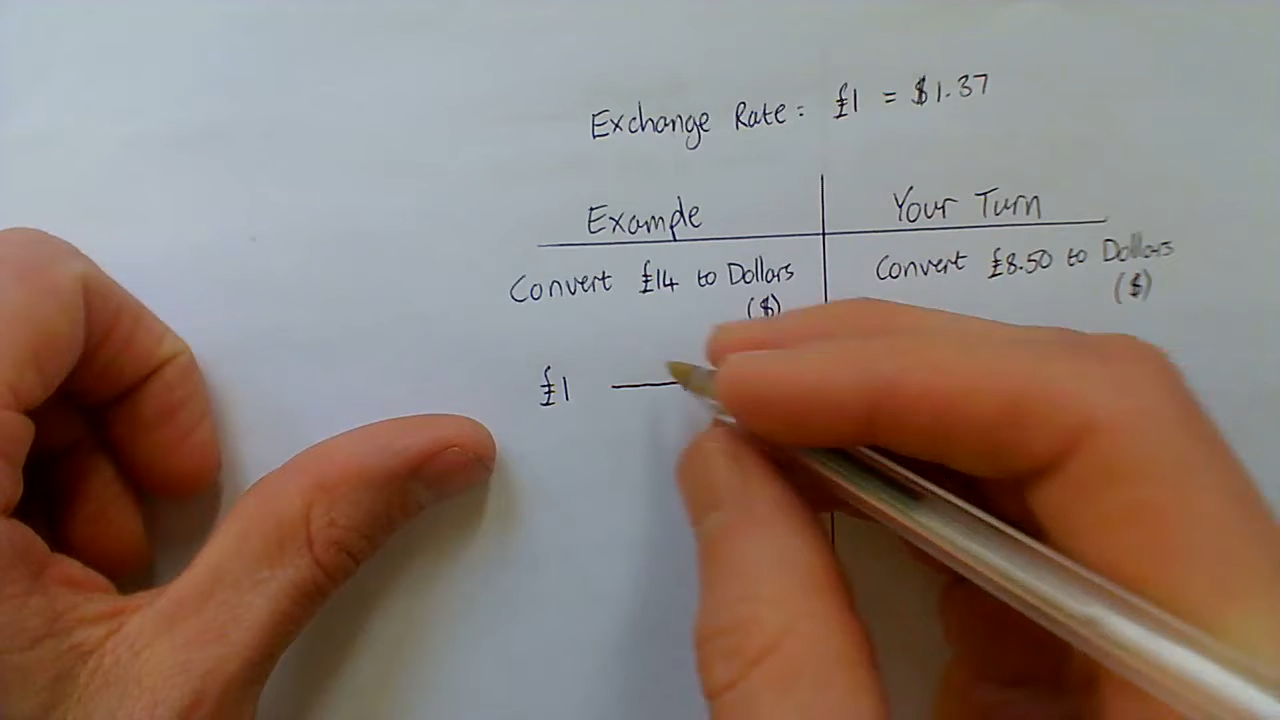 Exchange Rate: £1 = $1.37
Example
Your Turn
Convert £14 to Dollars
($)
Convert £8.50 to Dollars
($)
£1